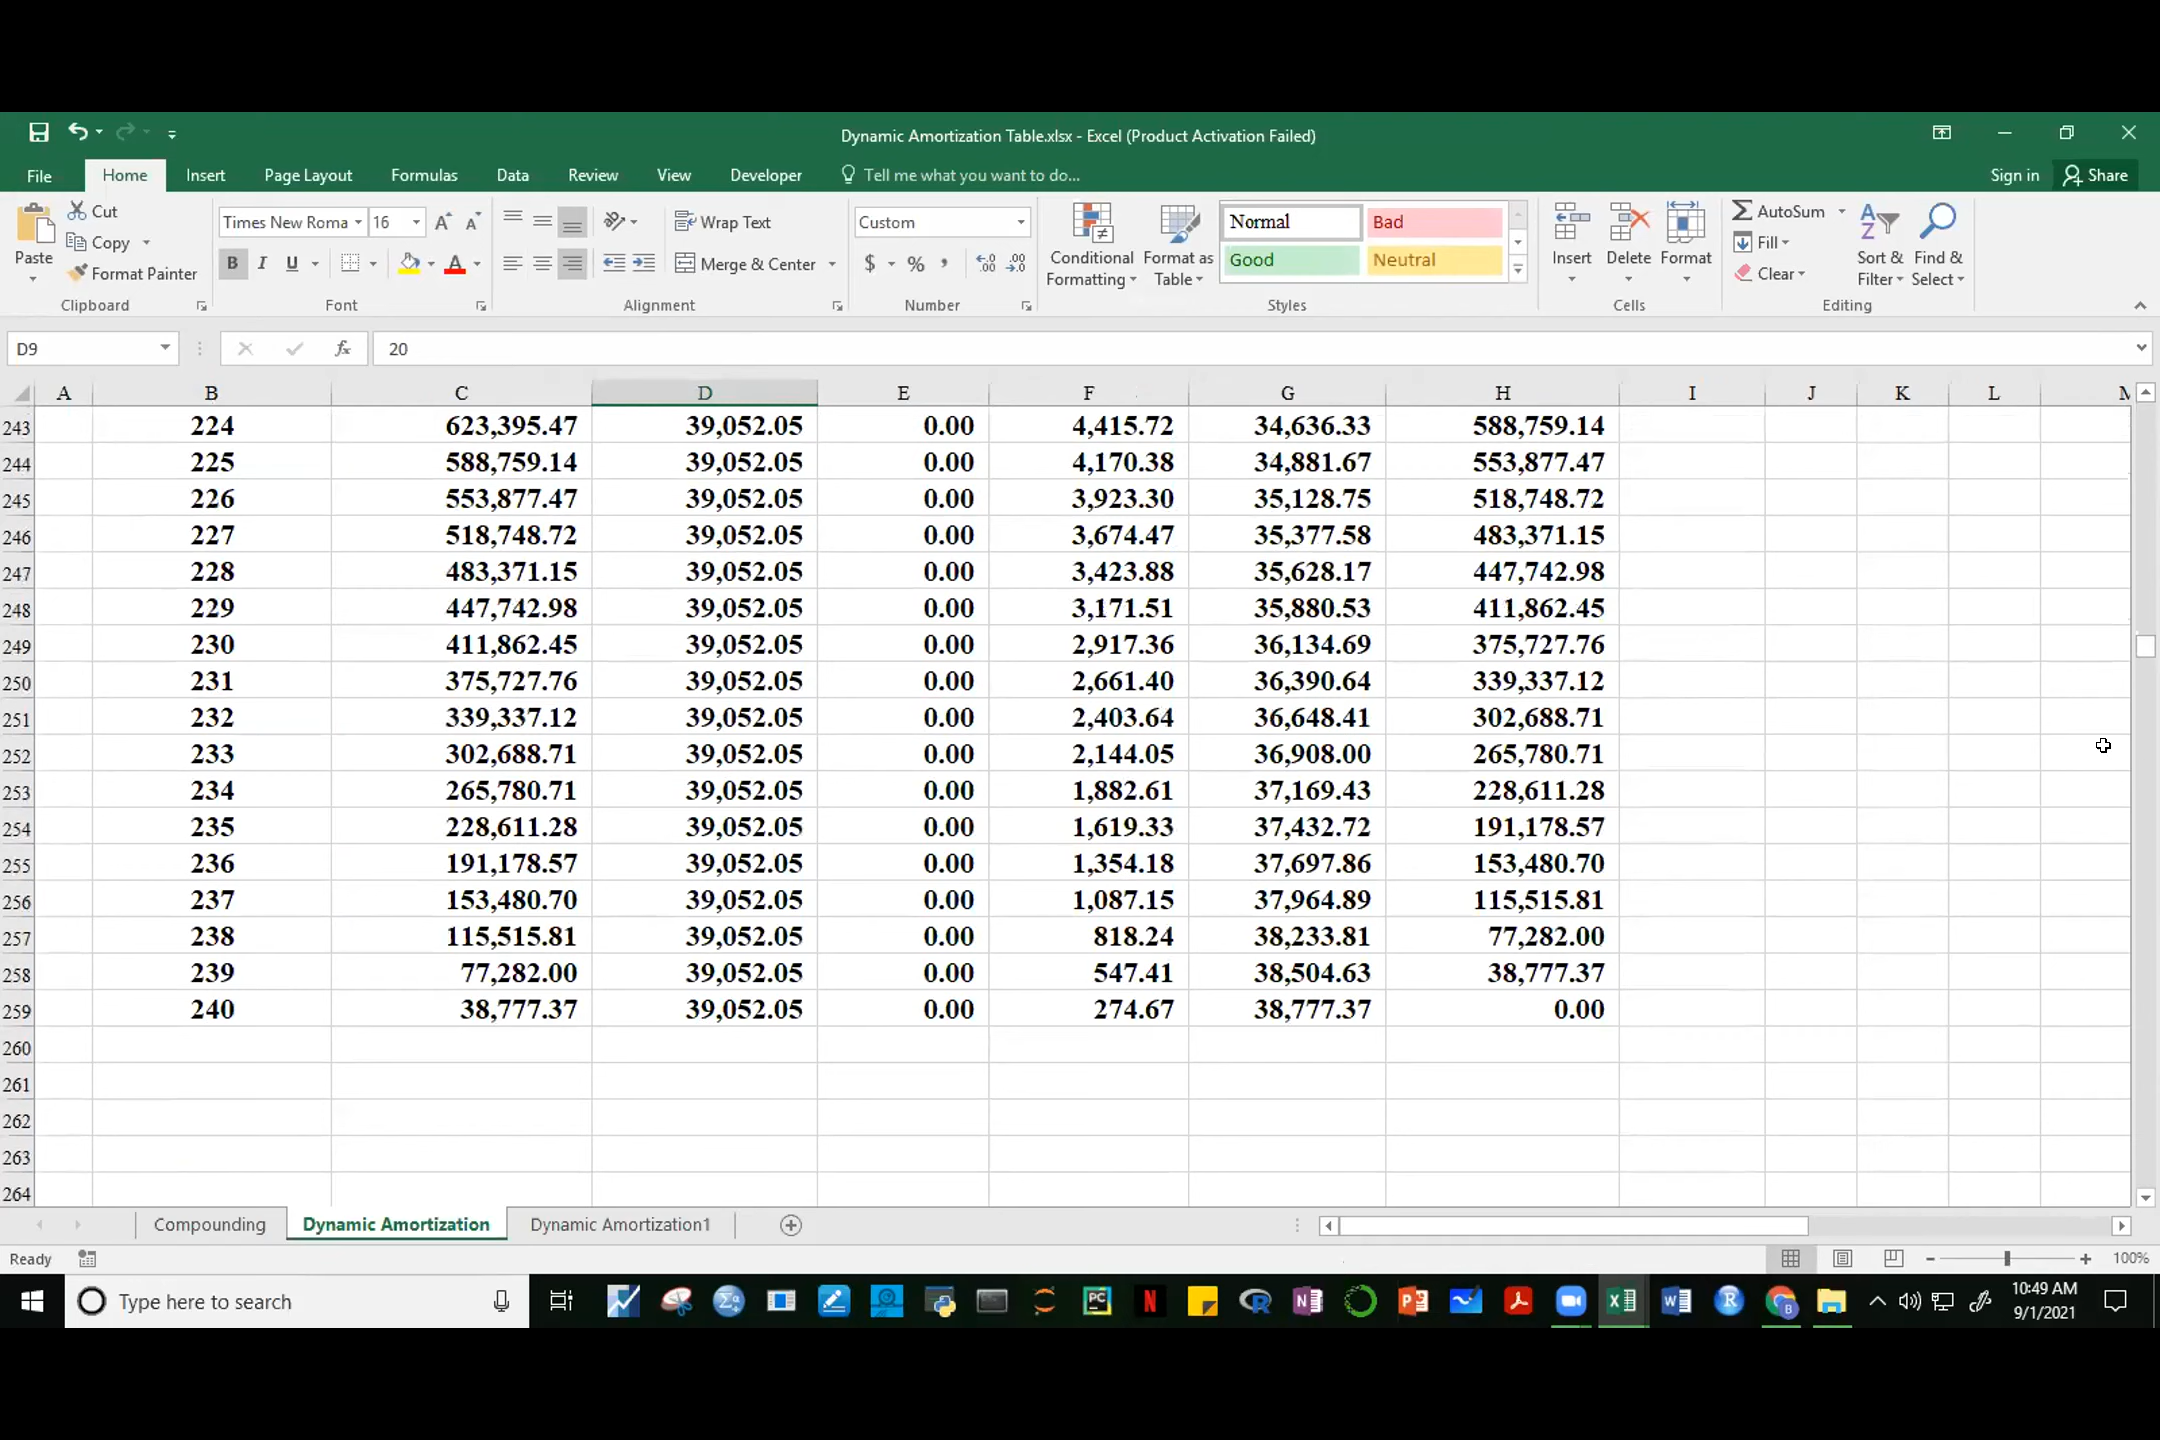 Dynamic Amortization Table.xlsx - Excel (Product Activation Failed)
File Home Insert Page Layout Formulas Data Review View Developer Tell me what you want to do... Sign in Share
Paste Cut Copy Format Painter Clipboard
Times New Roma 16 B I U Font
Wrap Text Merge & Center Alignment
Custom $ % , Number
Conditional Formatting Format as Table Normal Bad Good Neutral Styles
Insert Delete Format Cells
AutoSum Fill Clear Sort & Filter Find & Select Editing
D9 fx 20
A B C D E F G H I J K L M
243 224 623,395.47 39,052.05 0.00 4,415.72 34,636.33 588,759.14
244 225 588,759.14 39,052.05 0.00 4,170.38 34,881.67 553,877.47
245 226 553,877.47 39,052.05 0.00 3,923.30 35,128.75 518,748.72
246 227 518,748.72 39,052.05 0.00 3,674.47 35,377.58 483,371.15
247 228 483,371.15 39,052.05 0.00 3,423.88 35,628.17 447,742.98
248 229 447,742.98 39,052.05 0.00 3,171.51 35,880.53 411,862.45
249 230 411,862.45 39,052.05 0.00 2,917.36 36,134.69 375,727.76
250 231 375,727.76 39,052.05 0.00 2,661.40 36,390.64 339,337.12
251 232 339,337.12 39,052.05 0.00 2,403.64 36,648.41 302,688.71
252 233 302,688.71 39,052.05 0.00 2,144.05 36,908.00 265,780.71
253 234 265,780.71 39,052.05 0.00 1,882.61 37,169.43 228,611.28
254 235 228,611.28 39,052.05 0.00 1,619.33 37,432.72 191,178.57
255 236 191,178.57 39,052.05 0.00 1,354.18 37,697.86 153,480.70
256 237 153,480.70 39,052.05 0.00 1,087.15 37,964.89 115,515.81
257 238 115,515.81 39,052.05 0.00 818.24 38,233.81 77,282.00
258 239 77,282.00 39,052.05 0.00 547.41 38,504.63 38,777.37
259 240 38,777.37 39,052.05 0.00 274.67 38,777.37 0.00
260
261
262
263
264
Compounding Dynamic Amortization Dynamic Amortization1
Ready 100%
Type here to search 10:49 AM
9/1/2021